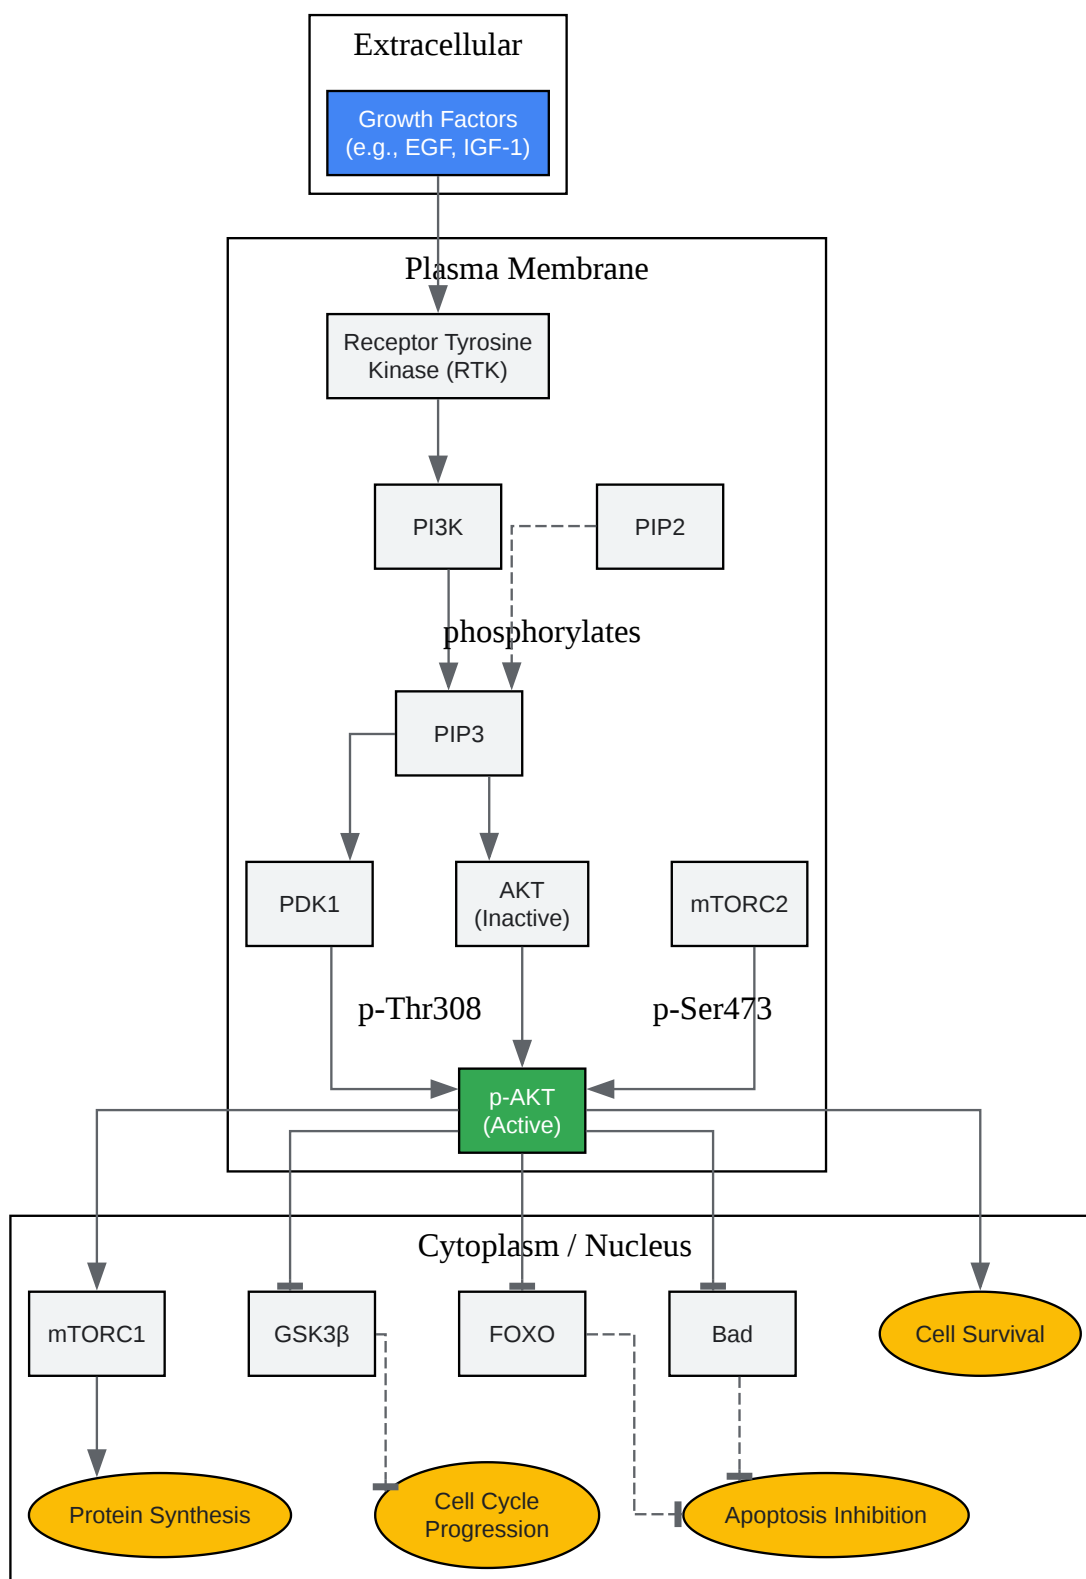 Extracellular
Growth Factors
(e.g., EGF, IGF-1)
Plasma Membrane
Receptor Tyrosine
Kinase (RTK)
PI3K
PIP2
phosphorylates
PIP3
PDK1
AKT
(Inactive)
mTORC2
p-Thr308
p-Ser473
p-AKT
(Active)
Cytoplasm / Nucleus
mTORC1
GSK3β
FOXO
Bad
Cell Survival
Protein Synthesis
Cell Cycle
Progression
Apoptosis Inhibition